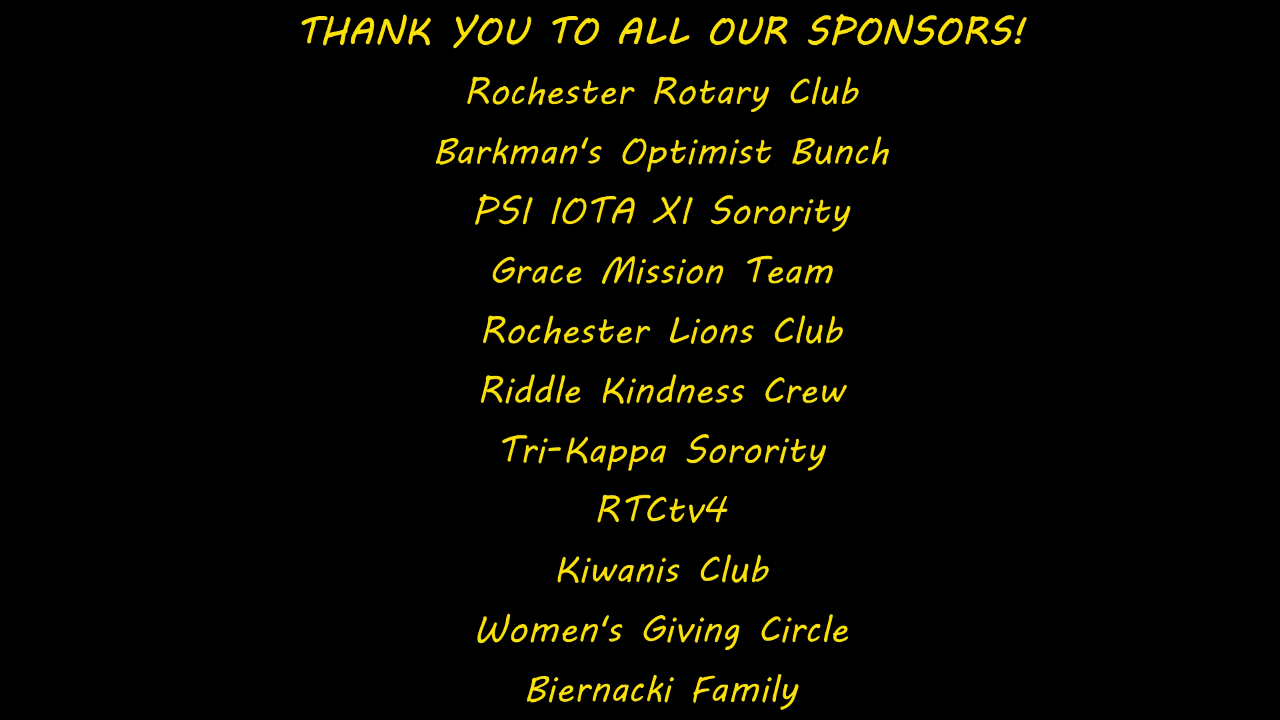 THANK YOU TO ALL OUR SPONSORS!
Rochester Rotary Club
Barkman's Optimist Bunch
PSI IOTA XI Sorority
Grace Mission Team
Rochester Lions Club
Riddle Kindness Crew
Tri-Kappa Sorority
RTCtv4
Kiwanis Club
Women's Giving Circle
Biernacki Family